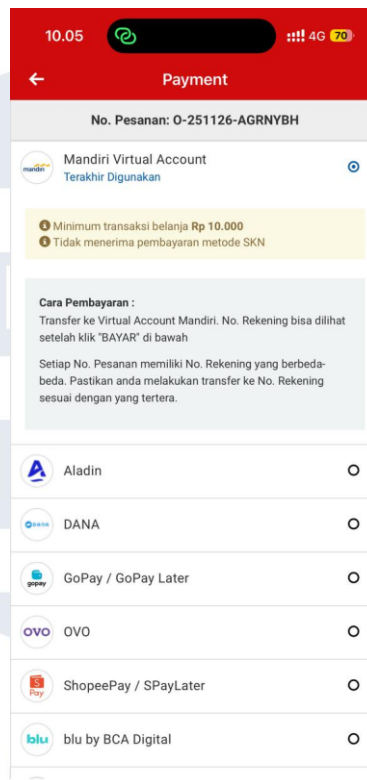 10.05
4G 70
Payment
No. Pesanan: O-251126-AGRNYBH
mandiri
Mandiri Virtual Account
Terakhir Digunakan
Minimum transaksi belanja Rp 10.000
Tidak menerima pembayaran metode SKN
Cara Pembayaran :
Transfer ke Virtual Account Mandiri. No. Rekening bisa dilihat
setelah klik "BAYAR" di bawah
Setiap No. Pesanan memiliki No. Rekening yang berbeda-
beda. Pastikan anda melakukan transfer ke No. Rekening
sesuai dengan yang tertera.
Aladin
DANA
DANA
gopay
GoPay / GoPay Later
OVO
OVO
S
Pay
ShopeePay / SPayLater
blu
blu by BCA Digital